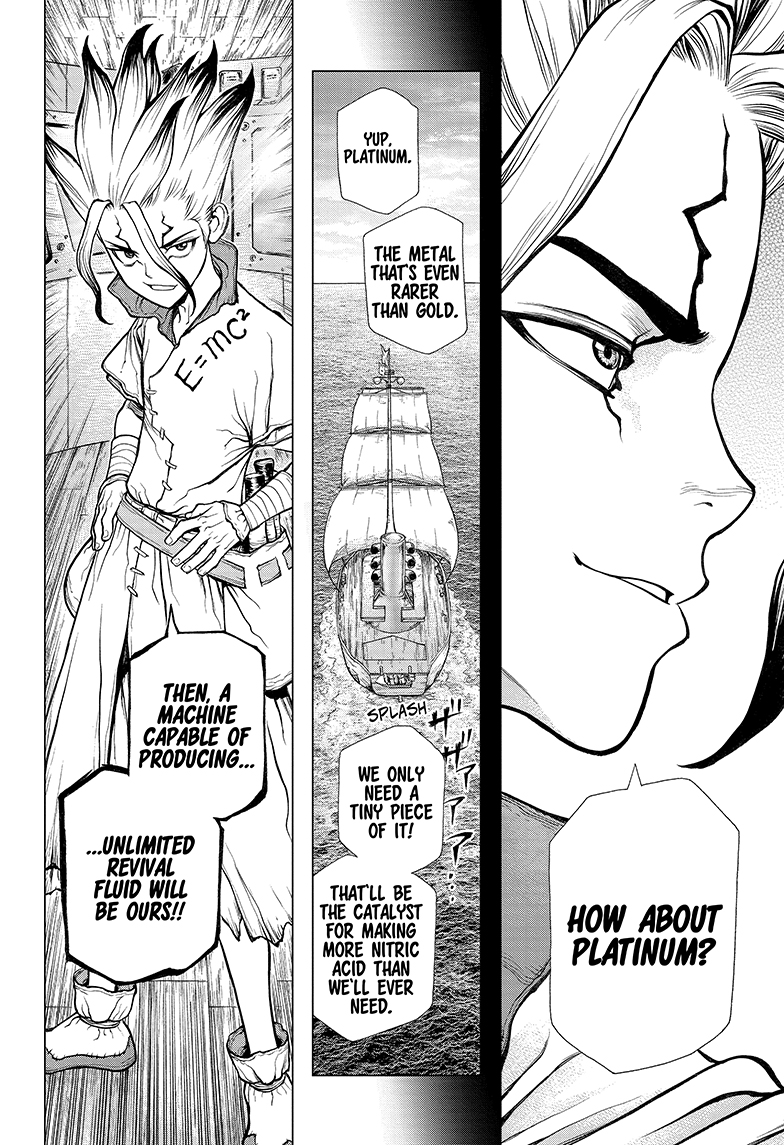 HOW ABOUT
PLATINUM?
YUP,
PLATINUM.
THE METAL
THAT'S EVEN
RARER
THAN GOLD.
SPLASH
ザザァァ...
WE ONLY
NEED A
TINY PIECE
OF IT!
THAT'LL BE
THE CATALYST
FOR MAKING
MORE NITRIC
ACID THAN
WE'LL EVER
NEED.
E=mc²
THEN, A
MACHINE
CAPABLE OF
PRODUCING...
...UNLIMITED
REVIVAL
FLUID WILL
BE OURS!!